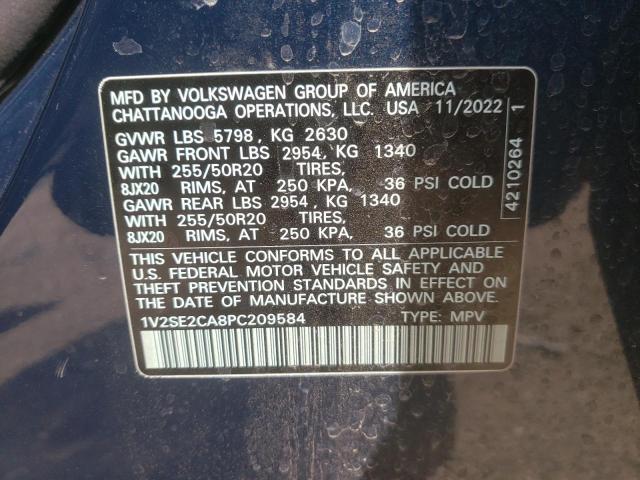 MFD BY VOLKSWAGEN GROUP OF AMERICA
CHATTANOOGA OPERATIONS, LLC. USA 11/2022
GVWR LBS 5798, KG 2630
GAWR FRONT LBS 2954, KG 1340
WITH 255/50R20 TIRES,
8JX20 RIMS, AT 250 KPA, 36 PSI COLD
GAWR REAR LBS 2954, KG 1340
WITH 255/50R20 TIRES,
8JX20 RIMS, AT 250 KPA, 36 PSI COLD
THIS VEHICLE CONFORMS TO ALL APPLICABLE
U.S. FEDERAL MOTOR VEHICLE SAFETY AND
THEFT PREVENTION STANDARDS IN EFFECT
ON THE DATE OF MANUFACTURE SHOWN ABOVE.
1V2SE2CA8PC209584 TYPE: MPV
4210264 1